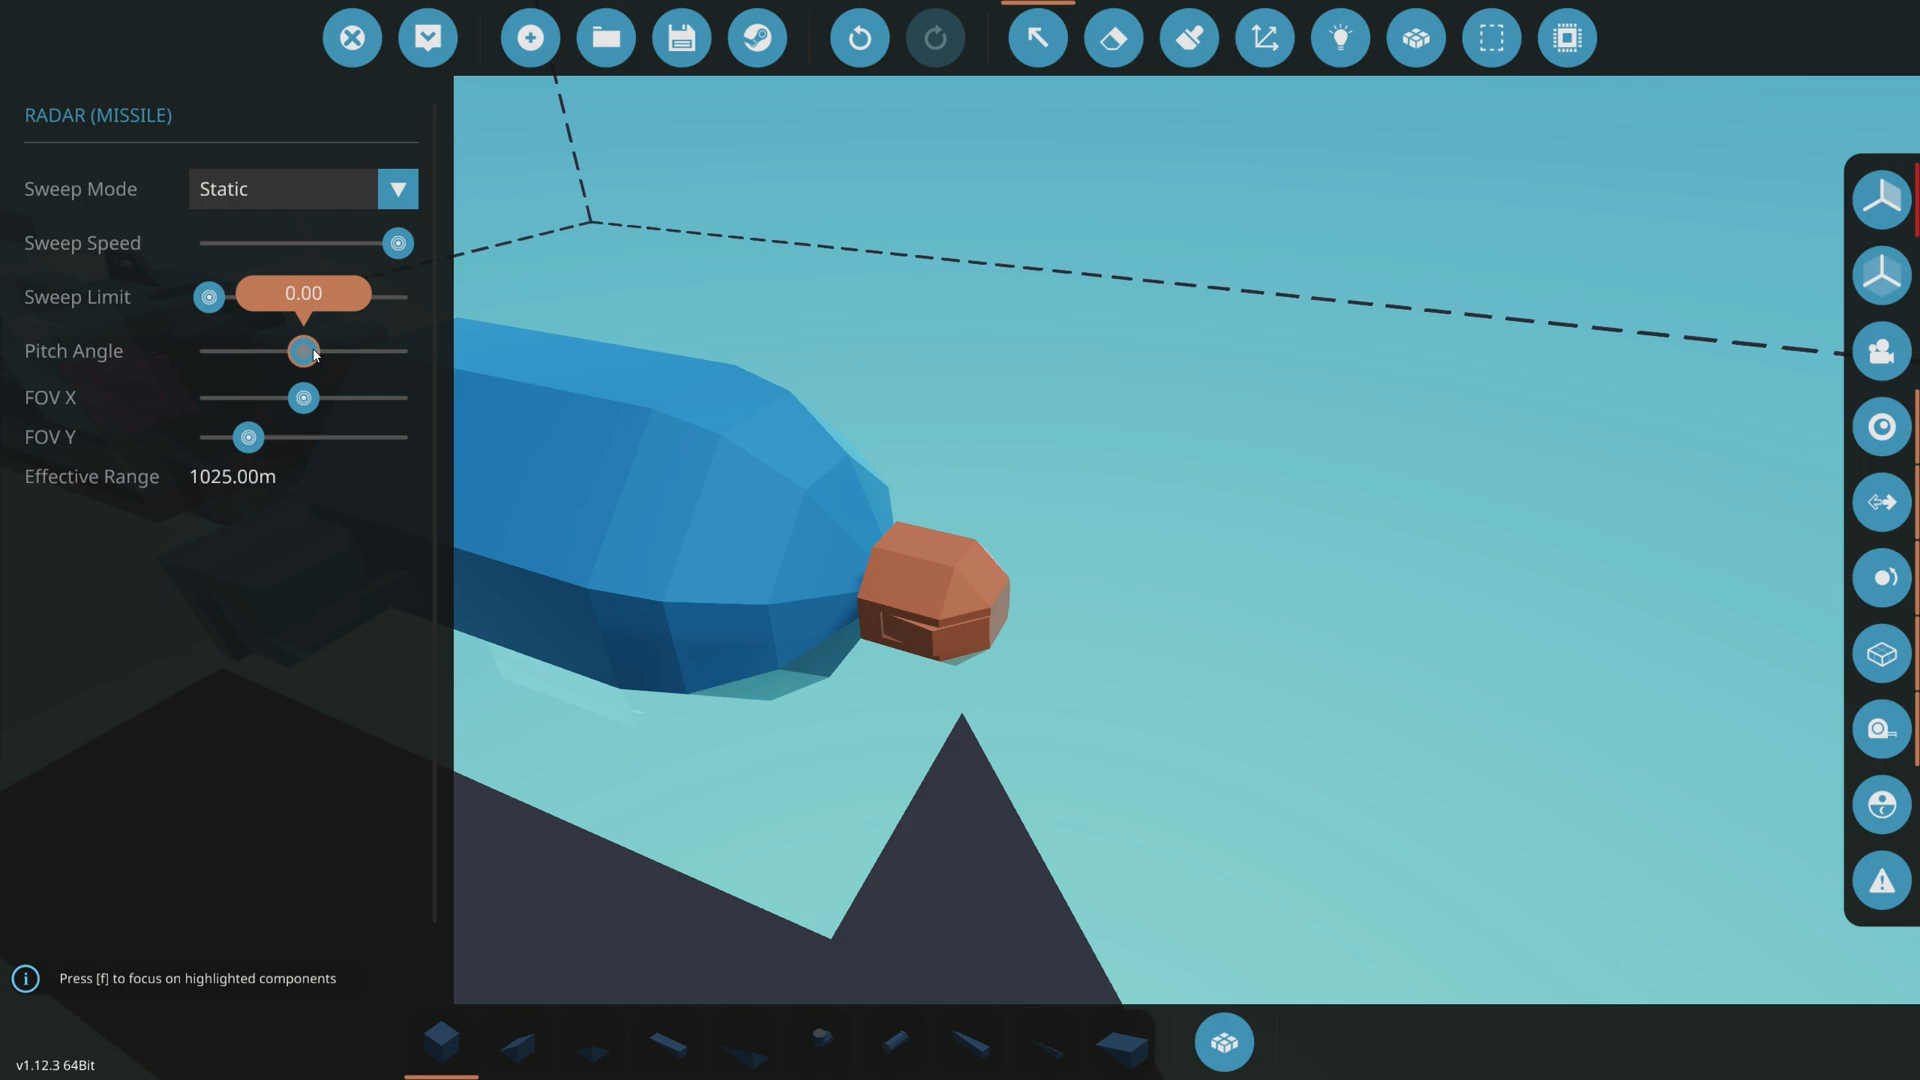 RADAR (MISSILE)
Sweep Mode Static
Sweep Speed
Sweep Limit 0.00
Pitch Angle
FOV X
FOV Y
Effective Range 1025.00m
Press [f] to focus on highlighted components
v1.12.3 64Bit